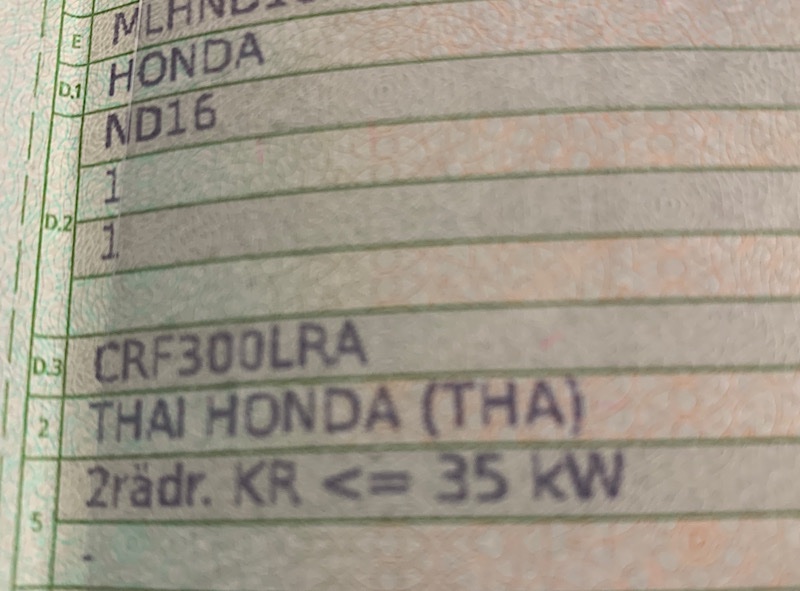 E
D.1 HONDA
ND16
1
D.2
1
D.3 CRF300LRA
2 THAI HONDA (THA)
2rädr. KR <= 35 kW
5
-